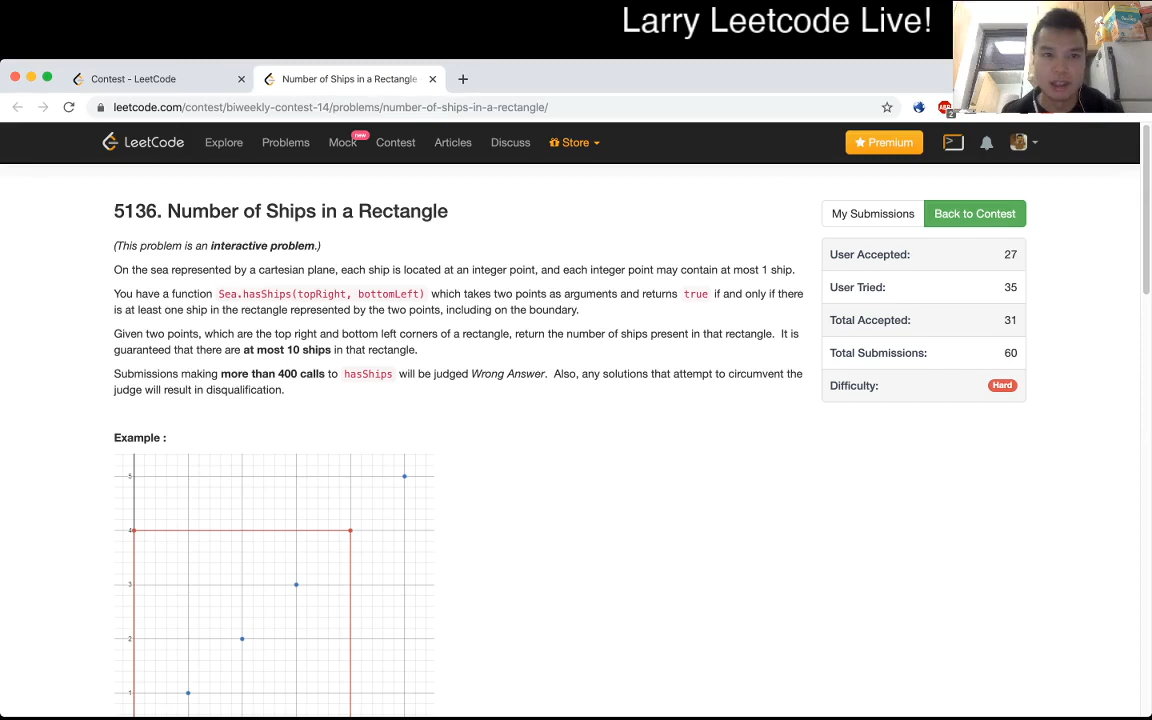 Larry Leetcode Live!
Contest - LeetCode
Number of Ships in a Rectangle
leetcode.com/contest/biweekly-contest-14/problems/number-of-ships-in-a-rectangle/
LeetCode
Explore
Problems
Mock
new
Contest
Articles
Discuss
Store
Premium
5136. Number of Ships in a Rectangle
My Submissions
Back to Contest
(This problem is an interactive problem.)
On the sea represented by a cartesian plane, each ship is located at an integer point, and each integer point may contain at most 1 ship.
You have a function Sea.hasShips(topRight, bottomLeft) which takes two points as arguments and returns true if and only if there
is at least one ship in the rectangle represented by the two points, including on the boundary.
Given two points, which are the top right and bottom left corners of a rectangle, return the number of ships present in that rectangle. It is
guaranteed that there are at most 10 ships in that rectangle.
Submissions making more than 400 calls to hasShips will be judged Wrong Answer. Also, any solutions that attempt to circumvent the
judge will result in disqualification.
User Accepted: 27
User Tried: 35
Total Accepted: 31
Total Submissions: 60
Difficulty: Hard
Example :
5
4
3
2
1